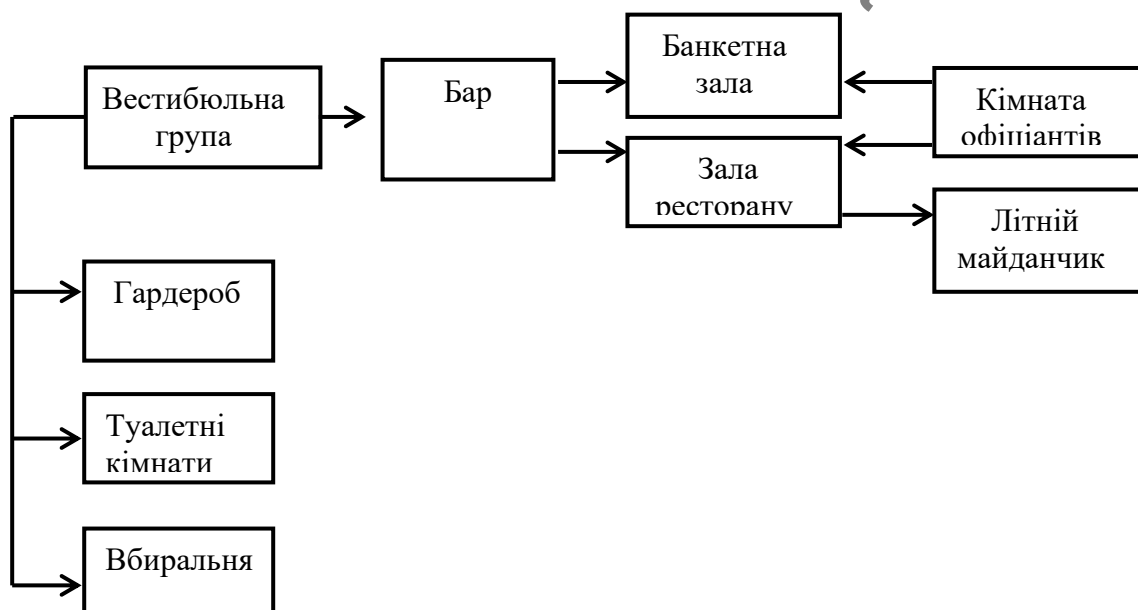 Банкетна
зала
Вестибюльна
група
Бар
Кімната
офіціантів
Зала
ресторану
Літній
майданчик
Гардероб
Туалетні
кімнати
Вбиральня